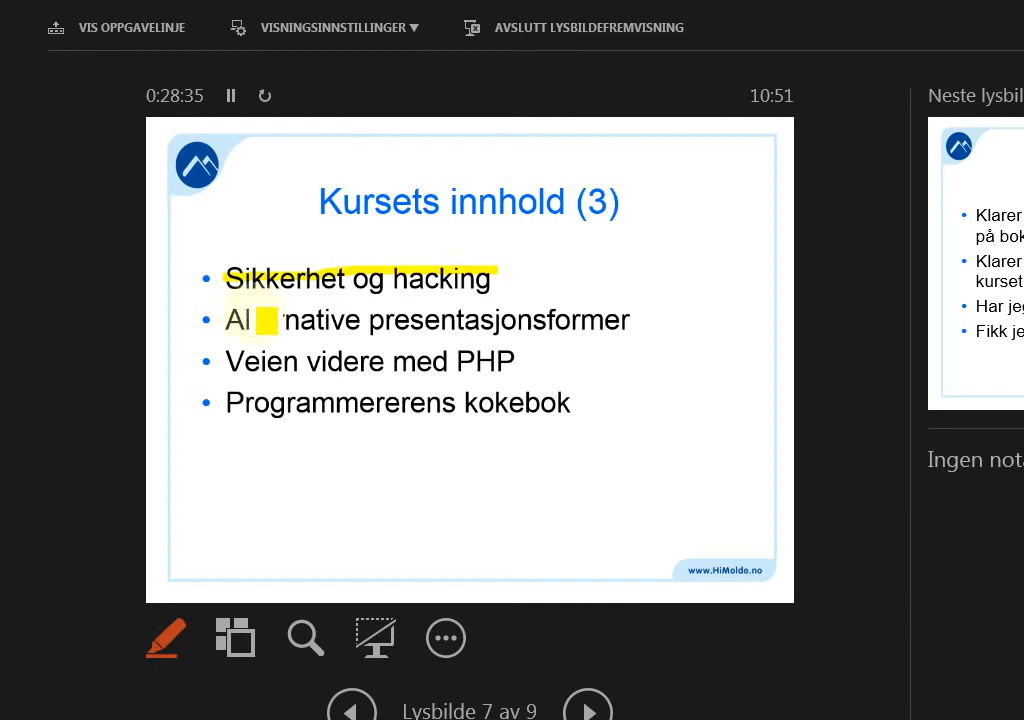 VIS OPPGAVELINJE VISNINGSINNSTILLINGER AVSLUTT LYSBILDEFREMVISNING
0:28:35 10:51
Neste lysbil
Kursets innhold (3)
• Sikkerhet og hacking
• Al rnative presentasjonsformer
• Veien videre med PHP
• Programmererens kokebok
www.HiMolde.no
• Klarer
på bok
• Klarer
kurset
• Har jeg
• Fikk je
Ingen nota
Lysbilde 7 av 9